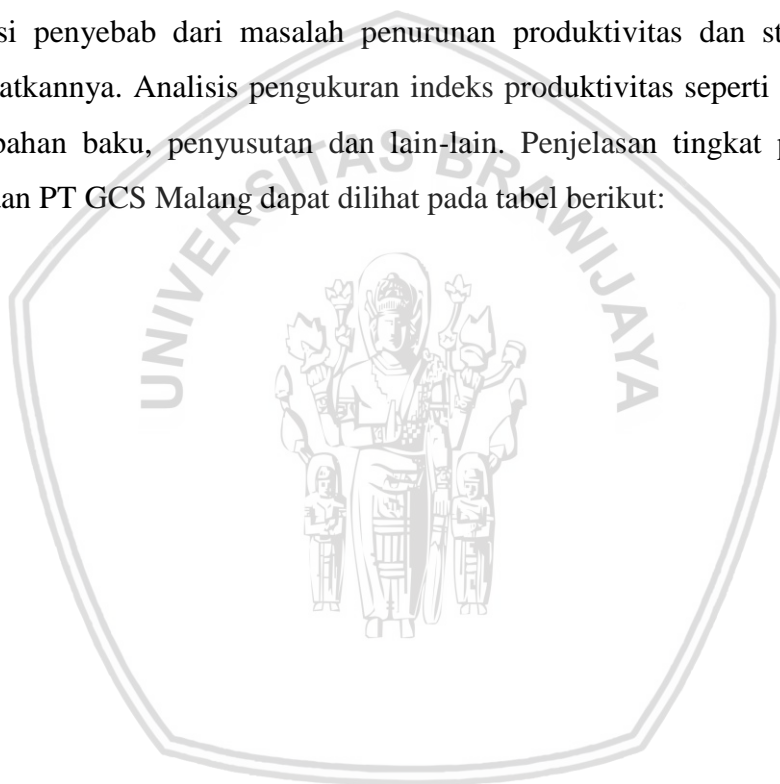 si penyebab dari masalah penurunan produktivitas dan st
atkannya. Analisis pengukuran indeks produktivitas seperti
bahan baku, penyusutan dan lain-lain. Penjelasan tingkat p
an PT GCS Malang dapat dilihat pada tabel berikut:
UNIVERSITAS BRAWIJAYA